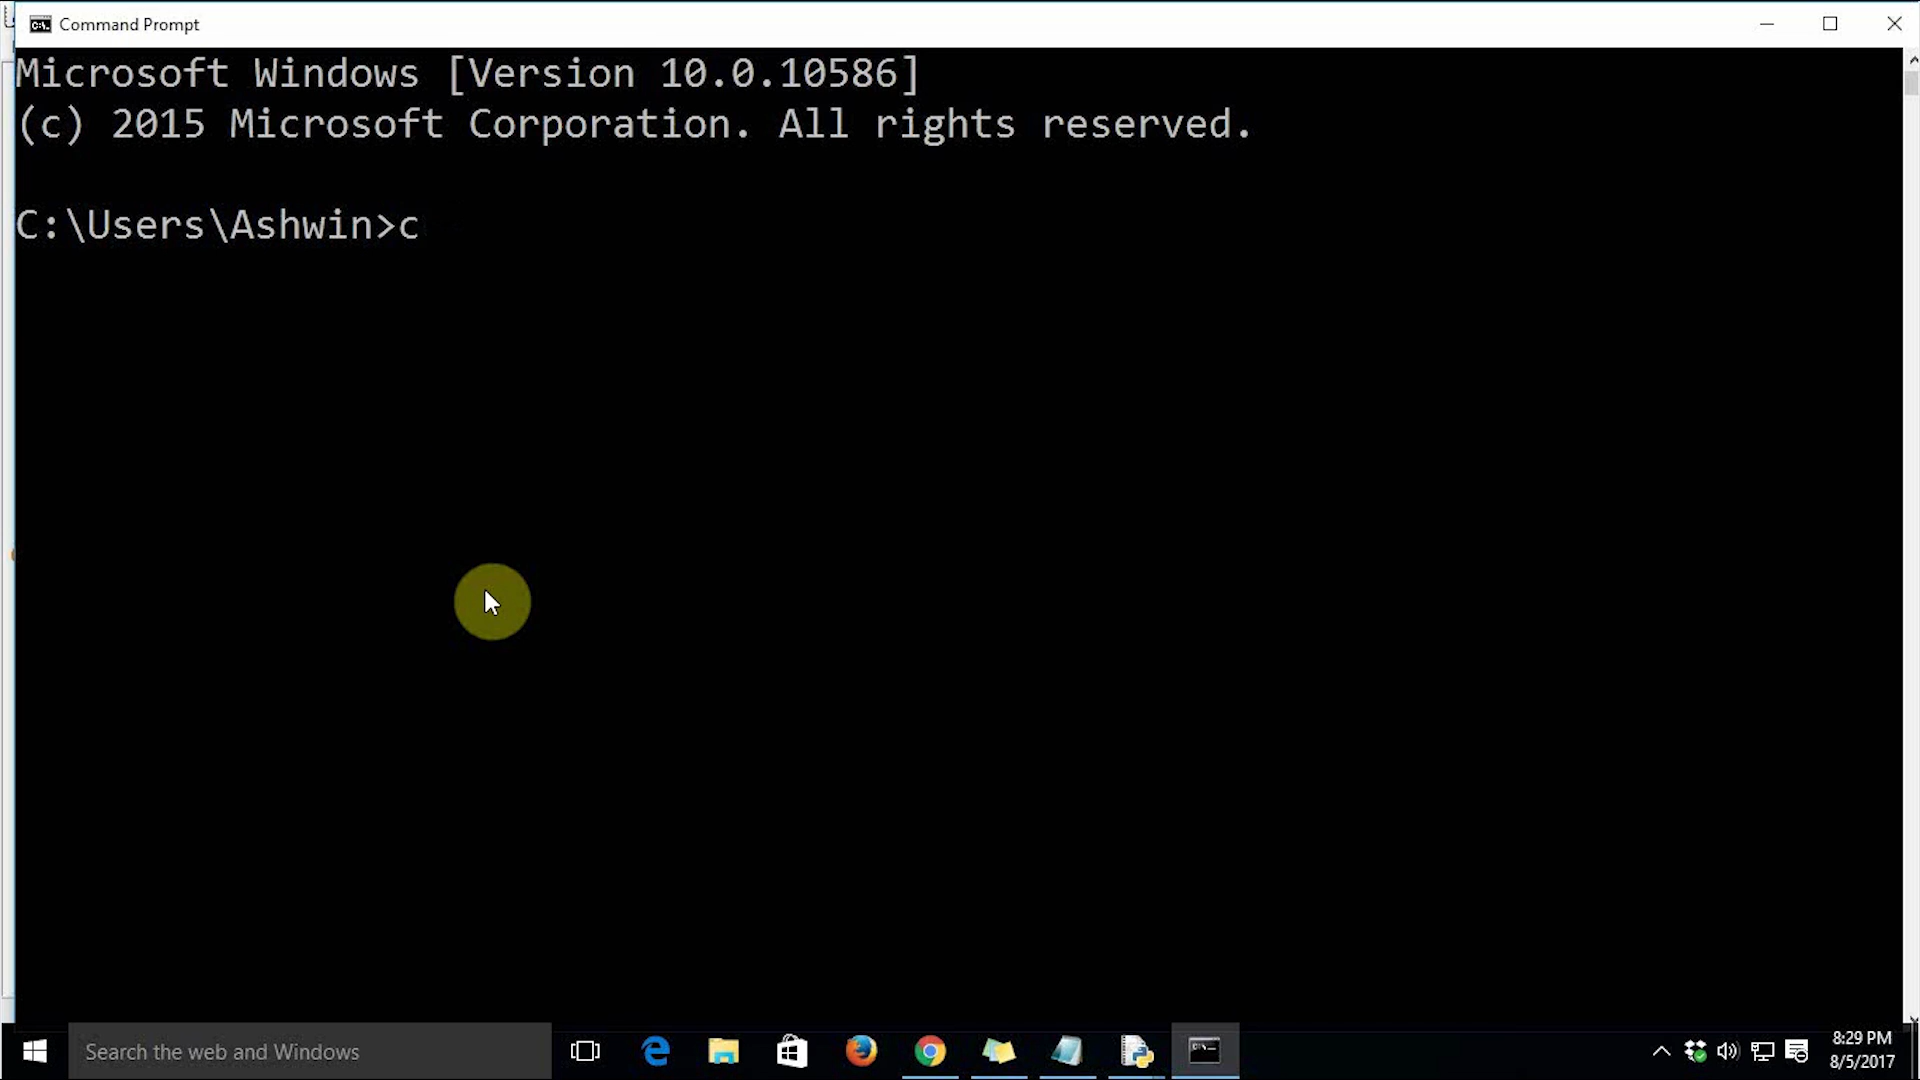 Command Prompt
Microsoft Windows [Version 10.0.10586]
(c) 2015 Microsoft Corporation. All rights reserved.
C:\Users\Ashwin>c
Search the web and Windows
8:29 PM
8/5/2017